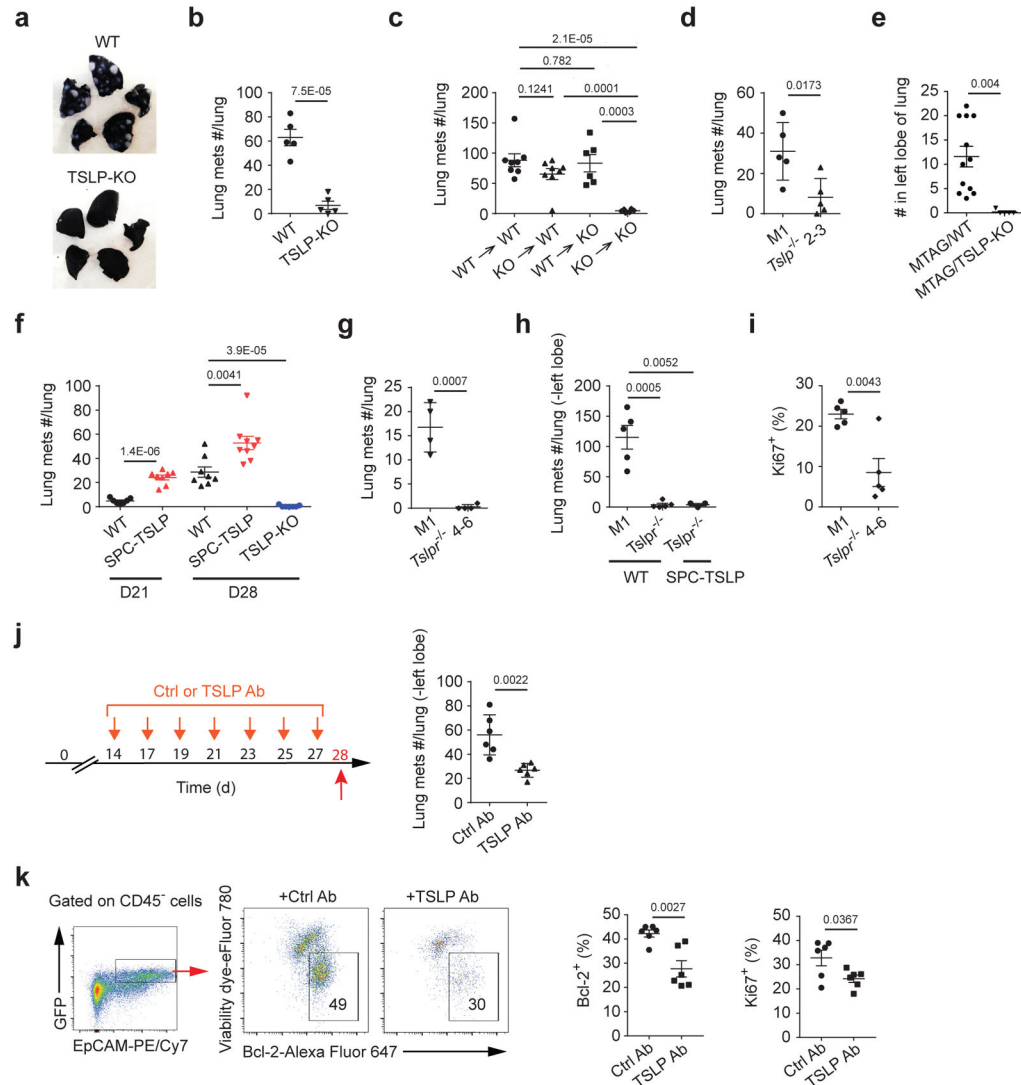 a
WT
TSLP-KO
b
Lung mets #/lung
100
80
60
40
20
0
7.5E-05
WT
TSLP-KO
c
Lung mets #/lung
200
150
100
50
0
2.1E-05
0.782
0.1241
0.0001
0.0003
WT → WT
KO → WT
WT → KO
KO → KO
d
Lung mets #/lung
80
60
40
20
0
0.0173
M1
Tslp-/- 2-3
e
# in left lobe of lung
25
20
15
10
5
0
0.004
MTAG/WT
MTAG/TSLP-KO
f
Lung mets #/lung
100
80
60
40
20
0
3.9E-05
0.0041
1.4E-06
WT
SPC-TSLP
WT
SPC-TSLP
TSLP-KO
D21
D28
g
Lung mets #/lung
25
20
15
10
5
0
0.0007
M1
Tslpr-/- 4-6
h
Lung mets #/lung (-left lobe)
200
150
100
50
0
0.0052
0.0005
M1
Tslpr-/-
Tslpr-/-
WT
SPC-TSLP
i
Ki67+ (%)
40
30
20
10
0
0.0043
M1
Tslpr-/- 4-6
j
Ctrl or TSLP Ab
0
14
17
19
21
23
25
27
28
Time (d)
Lung mets #/lung (-left lobe)
100
80
60
40
20
0
0.0022
Ctrl Ab
TSLP Ab
k
Gated on CD45- cells
GFP
EpCAM-PE/Cy7
Viability dye-eFluor 780
+Ctrl Ab
49
+TSLP Ab
30
Bcl-2-Alexa Fluor 647
Bcl-2+ (%)
50
40
30
20
10
0
0.0027
Ctrl Ab
TSLP Ab
Ki67+ (%)
50
40
30
20
10
0
0.0367
Ctrl Ab
TSLP Ab